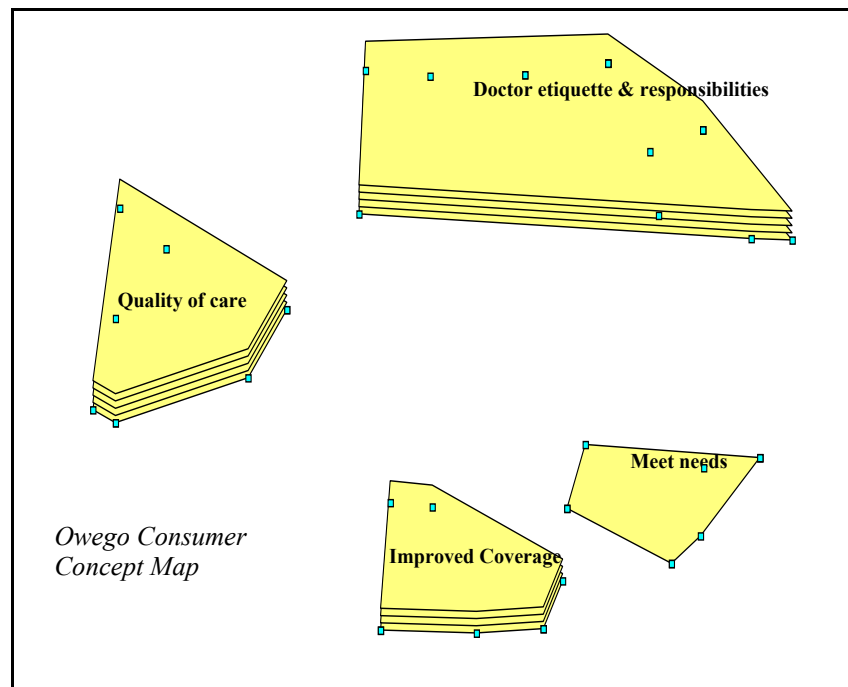 Doctor etiquette & responsibilities
Quality of care
Meet needs
Improved Coverage
Owego Consumer
Concept Map